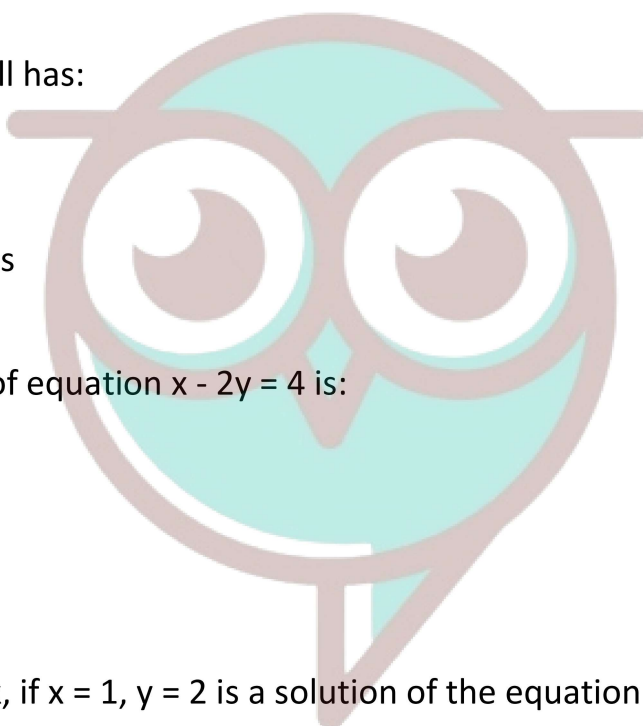 ll has:
s
of equation x - 2y = 4 is:
, if x = 1, y = 2 is a solution of the equation